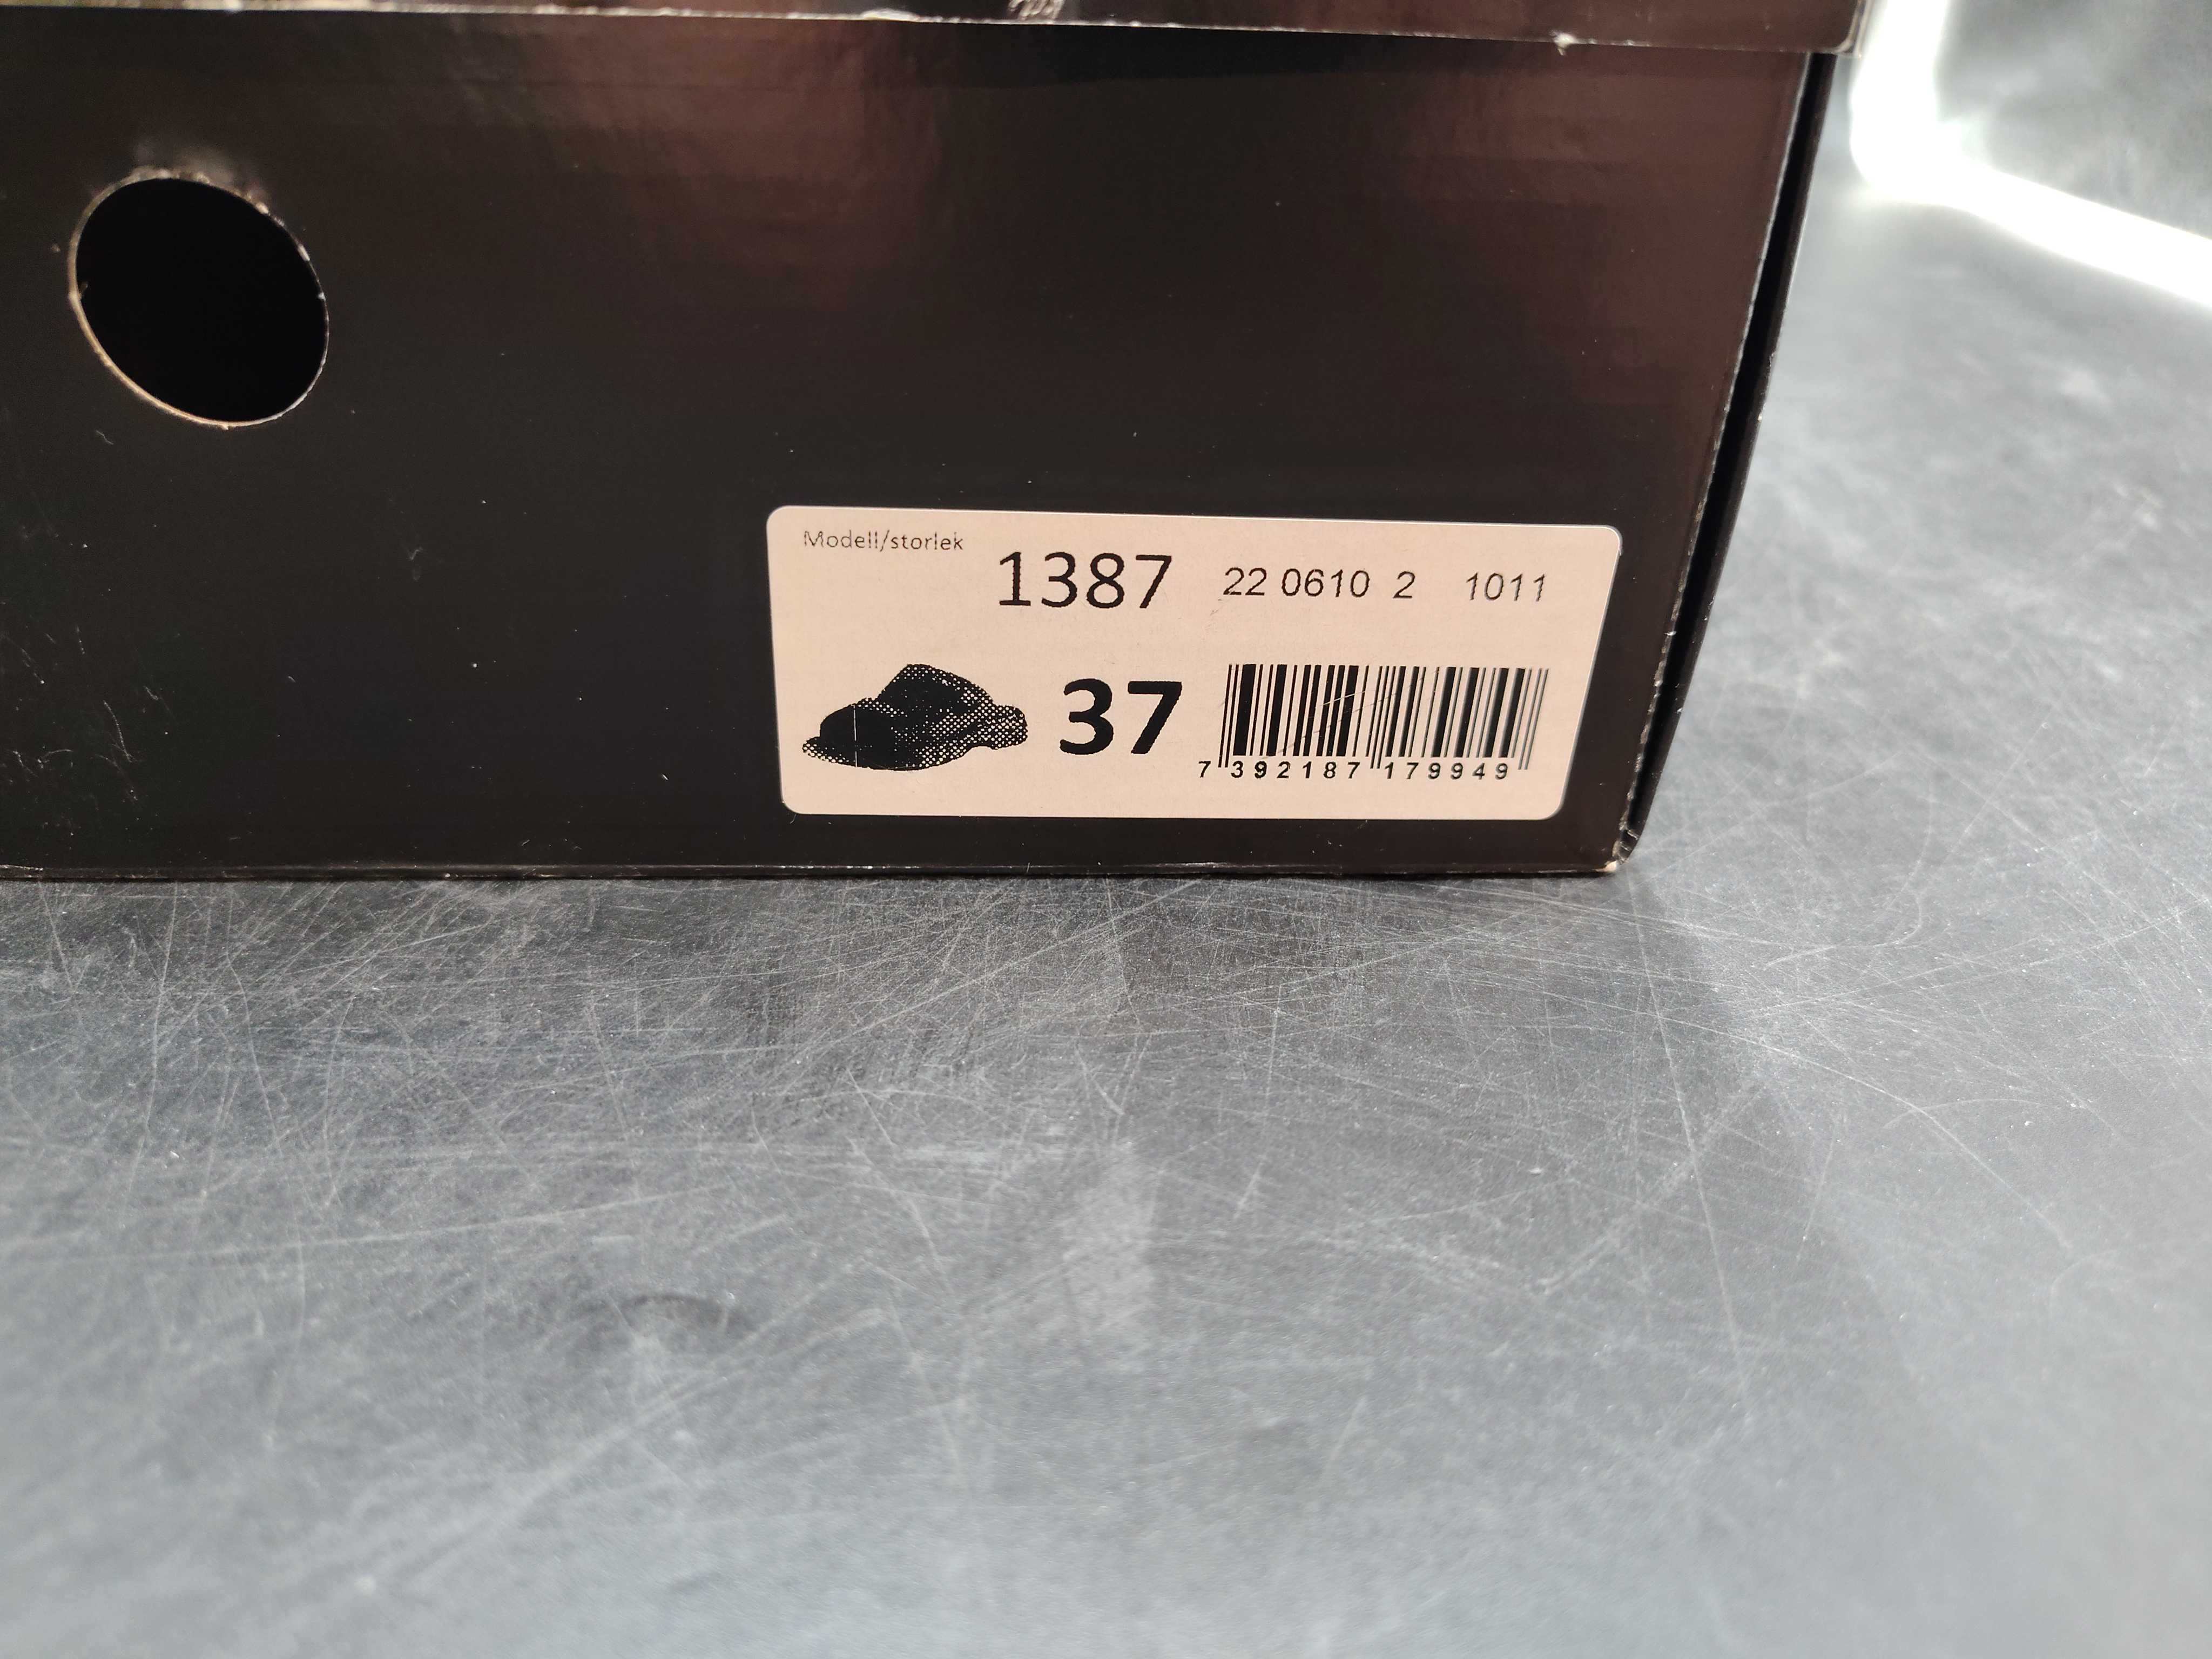 Modell/storlek
1387 22 0610 2 1011
37
7 392187 179949